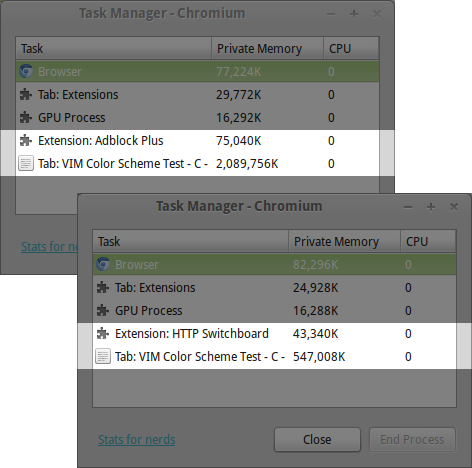 Task Manager - Chromium
Task Private Memory CPU
Browser 77,224K 0
Tab: Extensions 29,772K 0
GPU Process 16,292K 0
Extension: Adblock Plus 75,040K 0
Tab: VIM Color Scheme Test - C - 2,089,756K 0
Stats for nerds
Task Manager - Chromium
Task Private Memory CPU
Browser 82,296K 0
Tab: Extensions 24,928K 0
GPU Process 16,288K 0
Extension: HTTP Switchboard 43,340K 0
Tab: VIM Color Scheme Test - C - 547,008K 0
Stats for nerds Close End Process